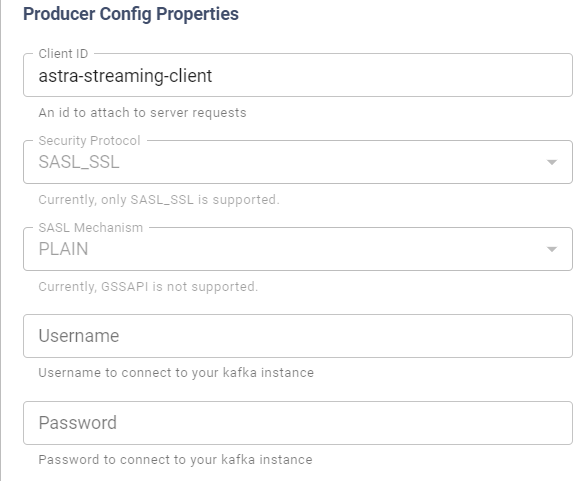 Producer Config Properties
Client ID
astra-streaming-client
An id to attach to server requests
Security Protocol
SASL_SSL
Currently, only SASL_SSL is supported.
SASL Mechanism
PLAIN
Currently, GSSAPI is not supported.
Username
Username to connect to your kafka instance
Password
Password to connect to your kafka instance